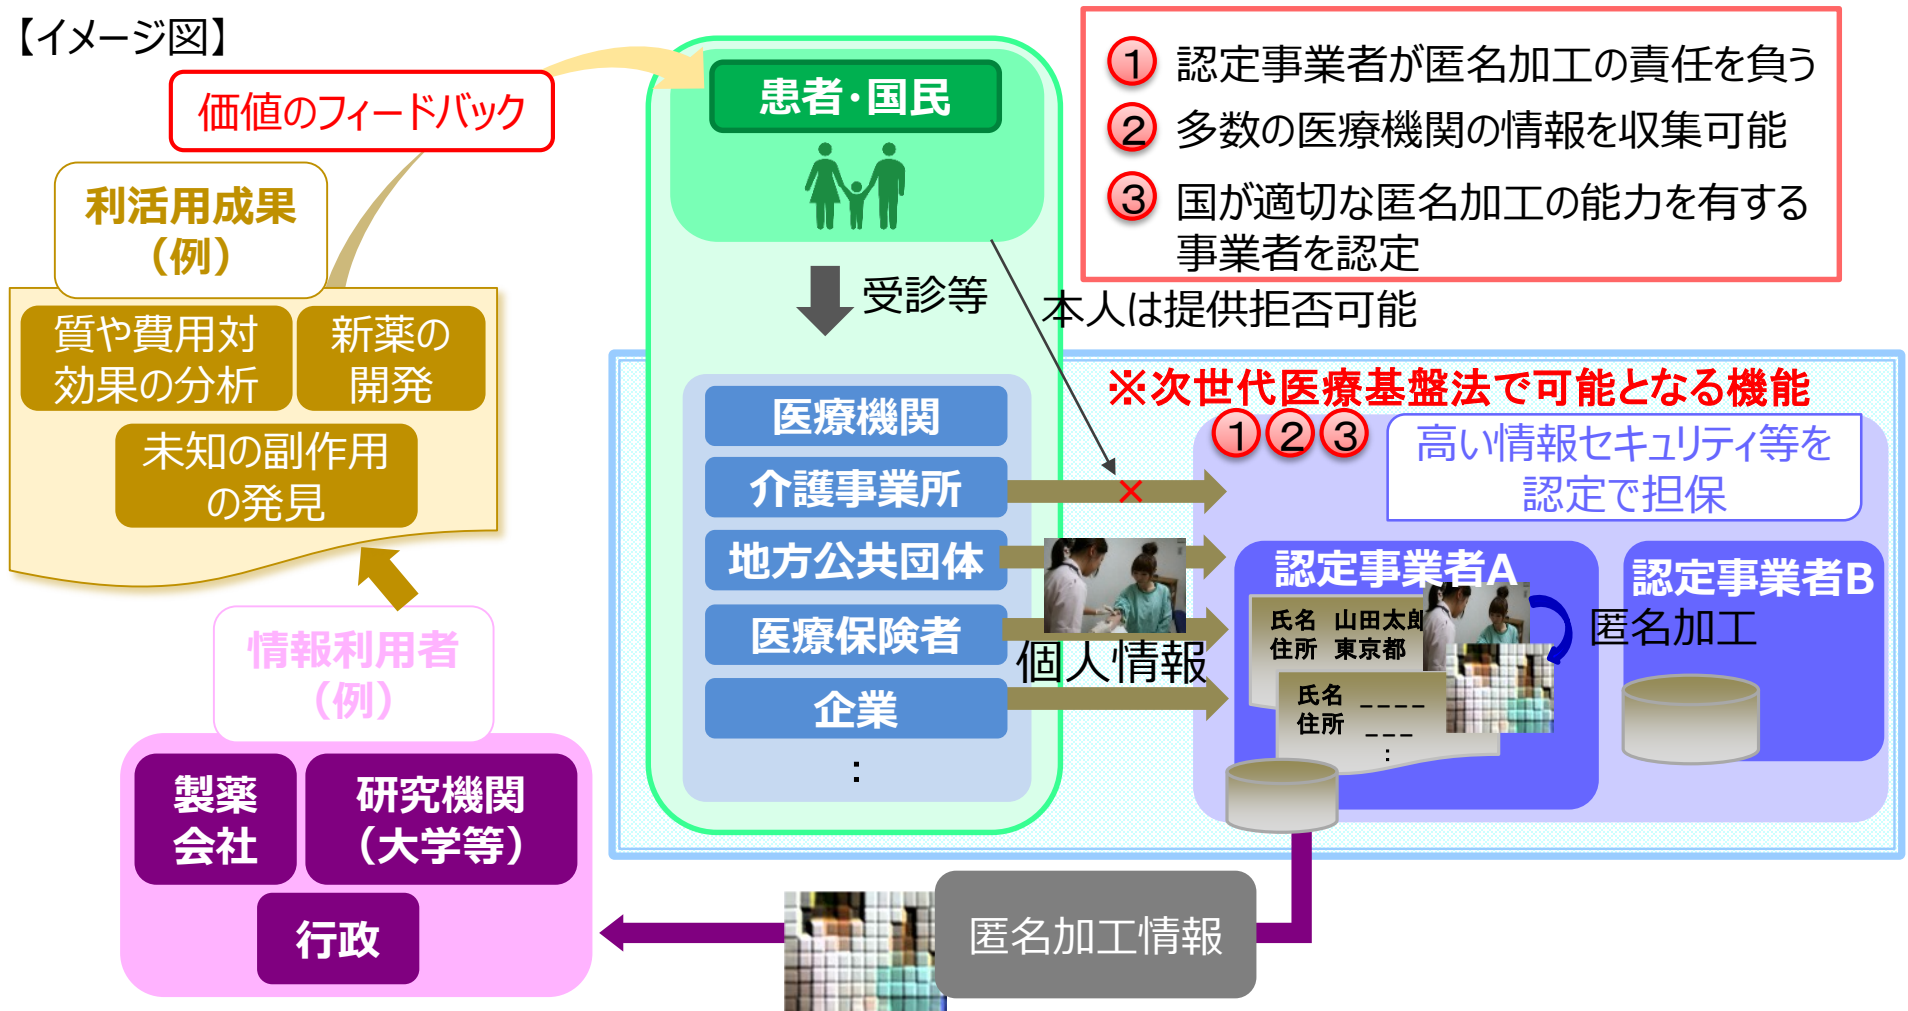 【イメージ図】
価値のフィードバック
患者・国民
① 認定事業者が匿名加工の責任を負う
② 多数の医療機関の情報を収集可能
③ 国が適切な匿名加工の能力を有する
事業者を認定
利活用成果
（例）
質や費用対
効果の分析
新薬の
開発
未知の副作用
の発見
受診等
本人は提供拒否可能
※次世代医療基盤法で可能となる機能
①②③
高い情報セキュリティ等を
認定で担保
医療機関
介護事業所
地方公共団体
医療保険者
企業
：
×
個人情報
認定事業者A
氏名 山田太郎
住所 東京都
氏名 ____
住所 ___
：
匿名加工
認定事業者B
情報利用者
（例）
製薬
会社
研究機関
（大学等）
行政
匿名加工情報